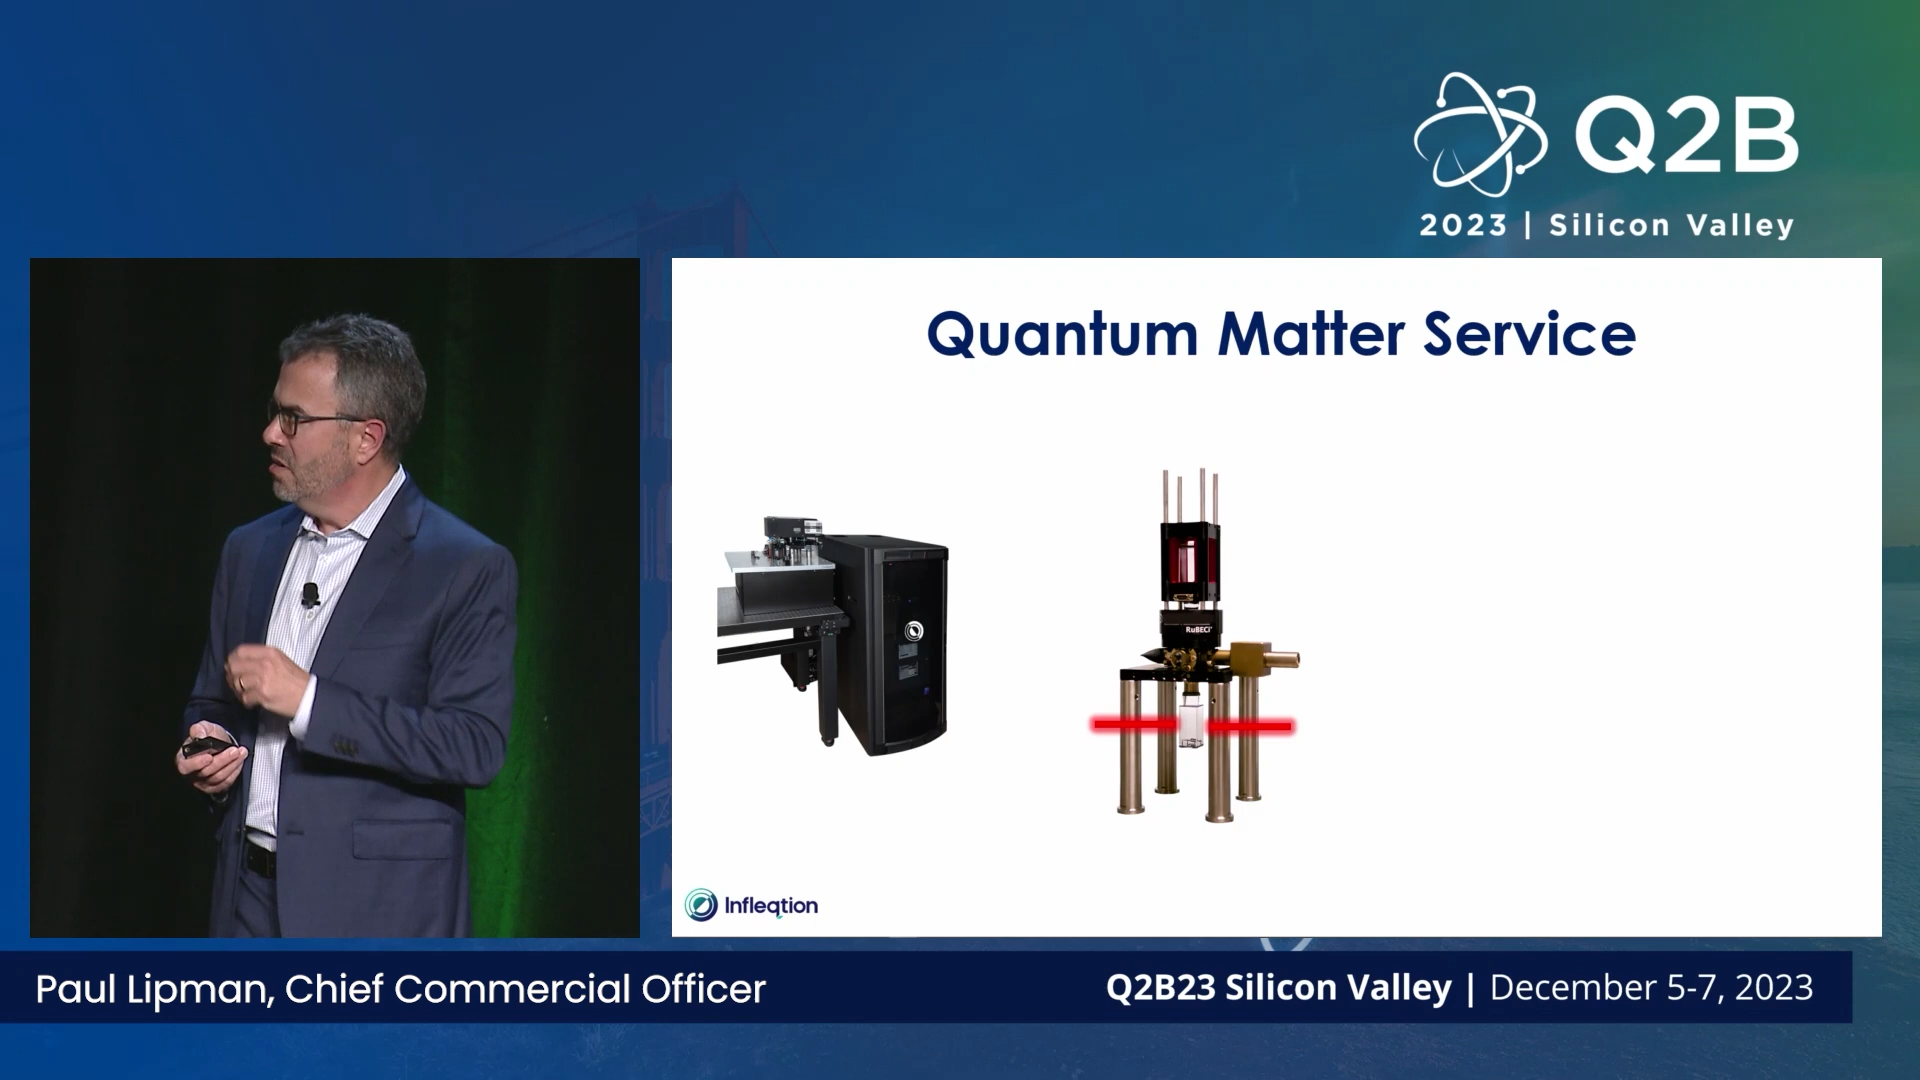 Q2B
2023 | Silicon Valley
Quantum Matter Service
RuBECi
Infleqtion
Paul Lipman, Chief Commercial Officer
Q2B23 Silicon Valley | December 5-7, 2023